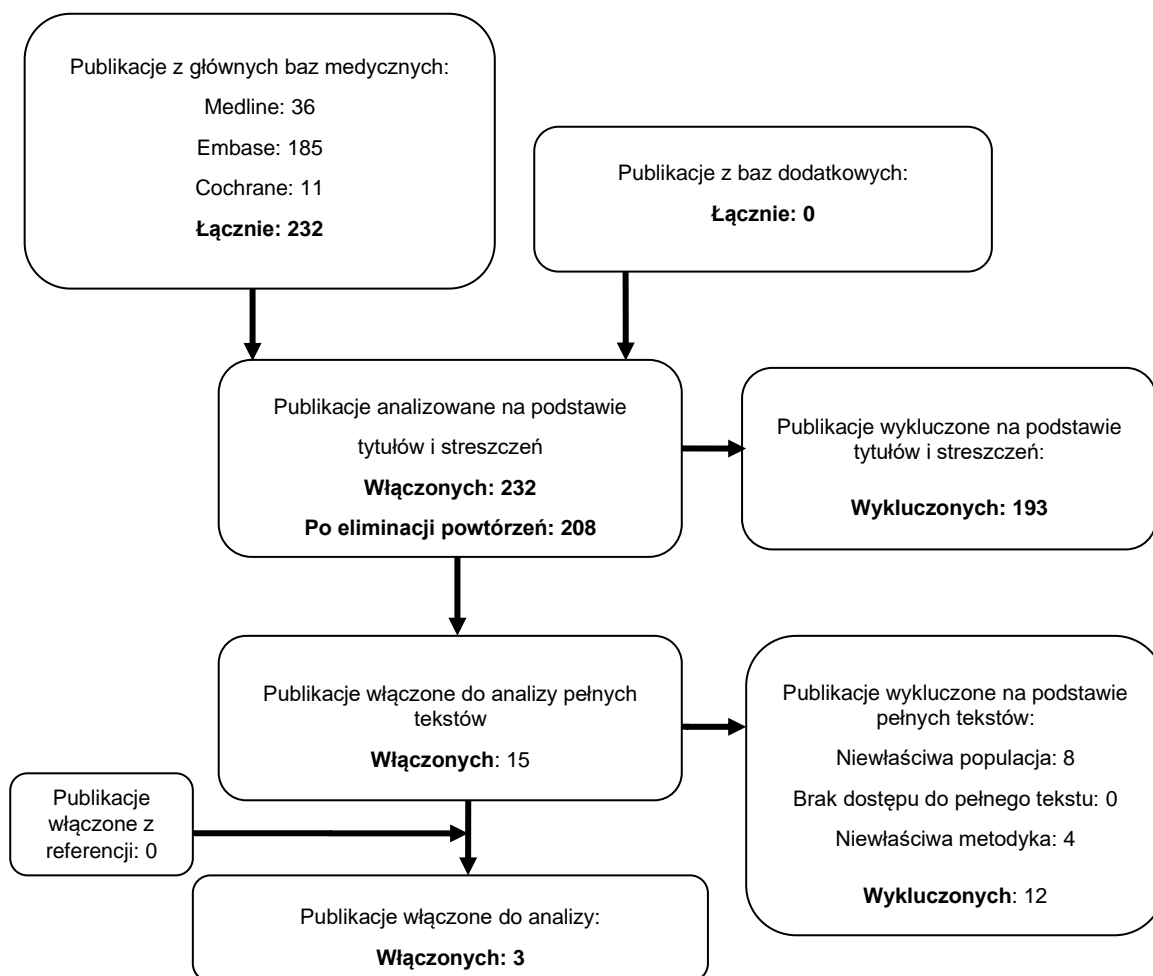 Publikacje z głównych baz medycznych:
Medline: 36
Embase: 185
Cochrane: 11
Łącznie: 232
Publikacje z baz dodatkowych:
Łącznie: 0
Publikacje analizowane na podstawie
tytułów i streszczeń
Włączonych: 232
Po eliminacji powtórzeń: 208
Publikacje wykluczone na podstawie
tytułów i streszczeń:
Wykluczonych: 193
Publikacje włączone do analizy pełnych
tekstów
Włączonych: 15
Publikacje wykluczone na podstawie
pełnych tekstów:
Niewłaściwa populacja: 8
Brak dostępu do pełnego tekstu: 0
Niewłaściwa metodyka: 4
Wykluczonych: 12
Publikacje
włączone z
referencji: 0
Publikacje włączone do analizy:
Włączonych: 3